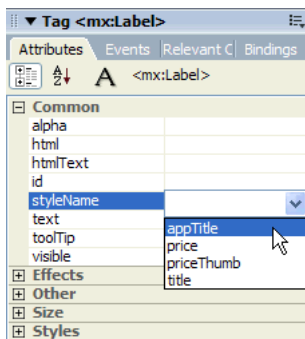 ▼ Tag <mx:Label>
Attributes Events Relevant C Bindings
A Z A <mx:Label>
Common
alpha
html
htmlText
id
styleName
text
toolTip
visible
appTitle
price
priceThumb
title
Effects
Other
Size
Styles